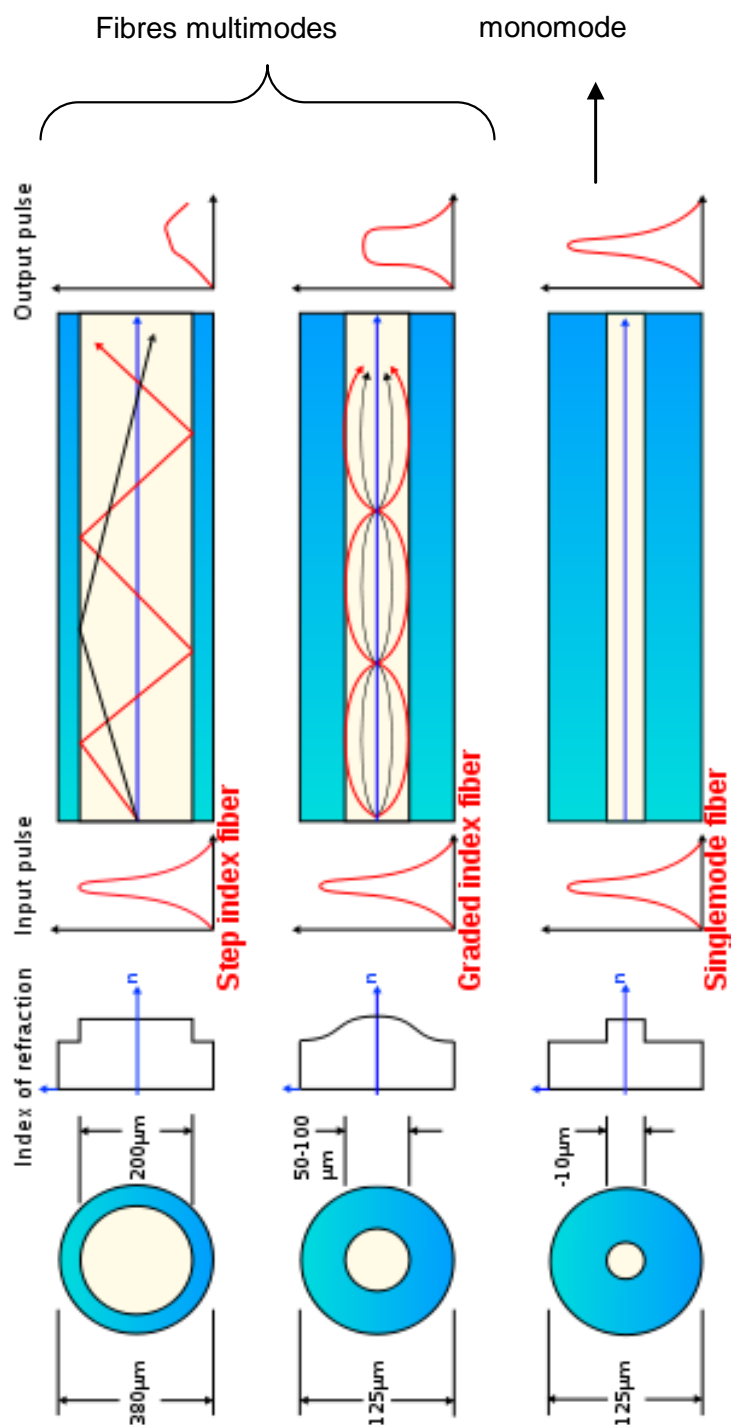 Fibres multimodes
monomode
Index of refraction
Input pulse
Output pulse
380µm
200µm
n
Step index fiber
125µm
50-100
µm
Graded index fiber
125µm
-10µm
Singlemode fiber